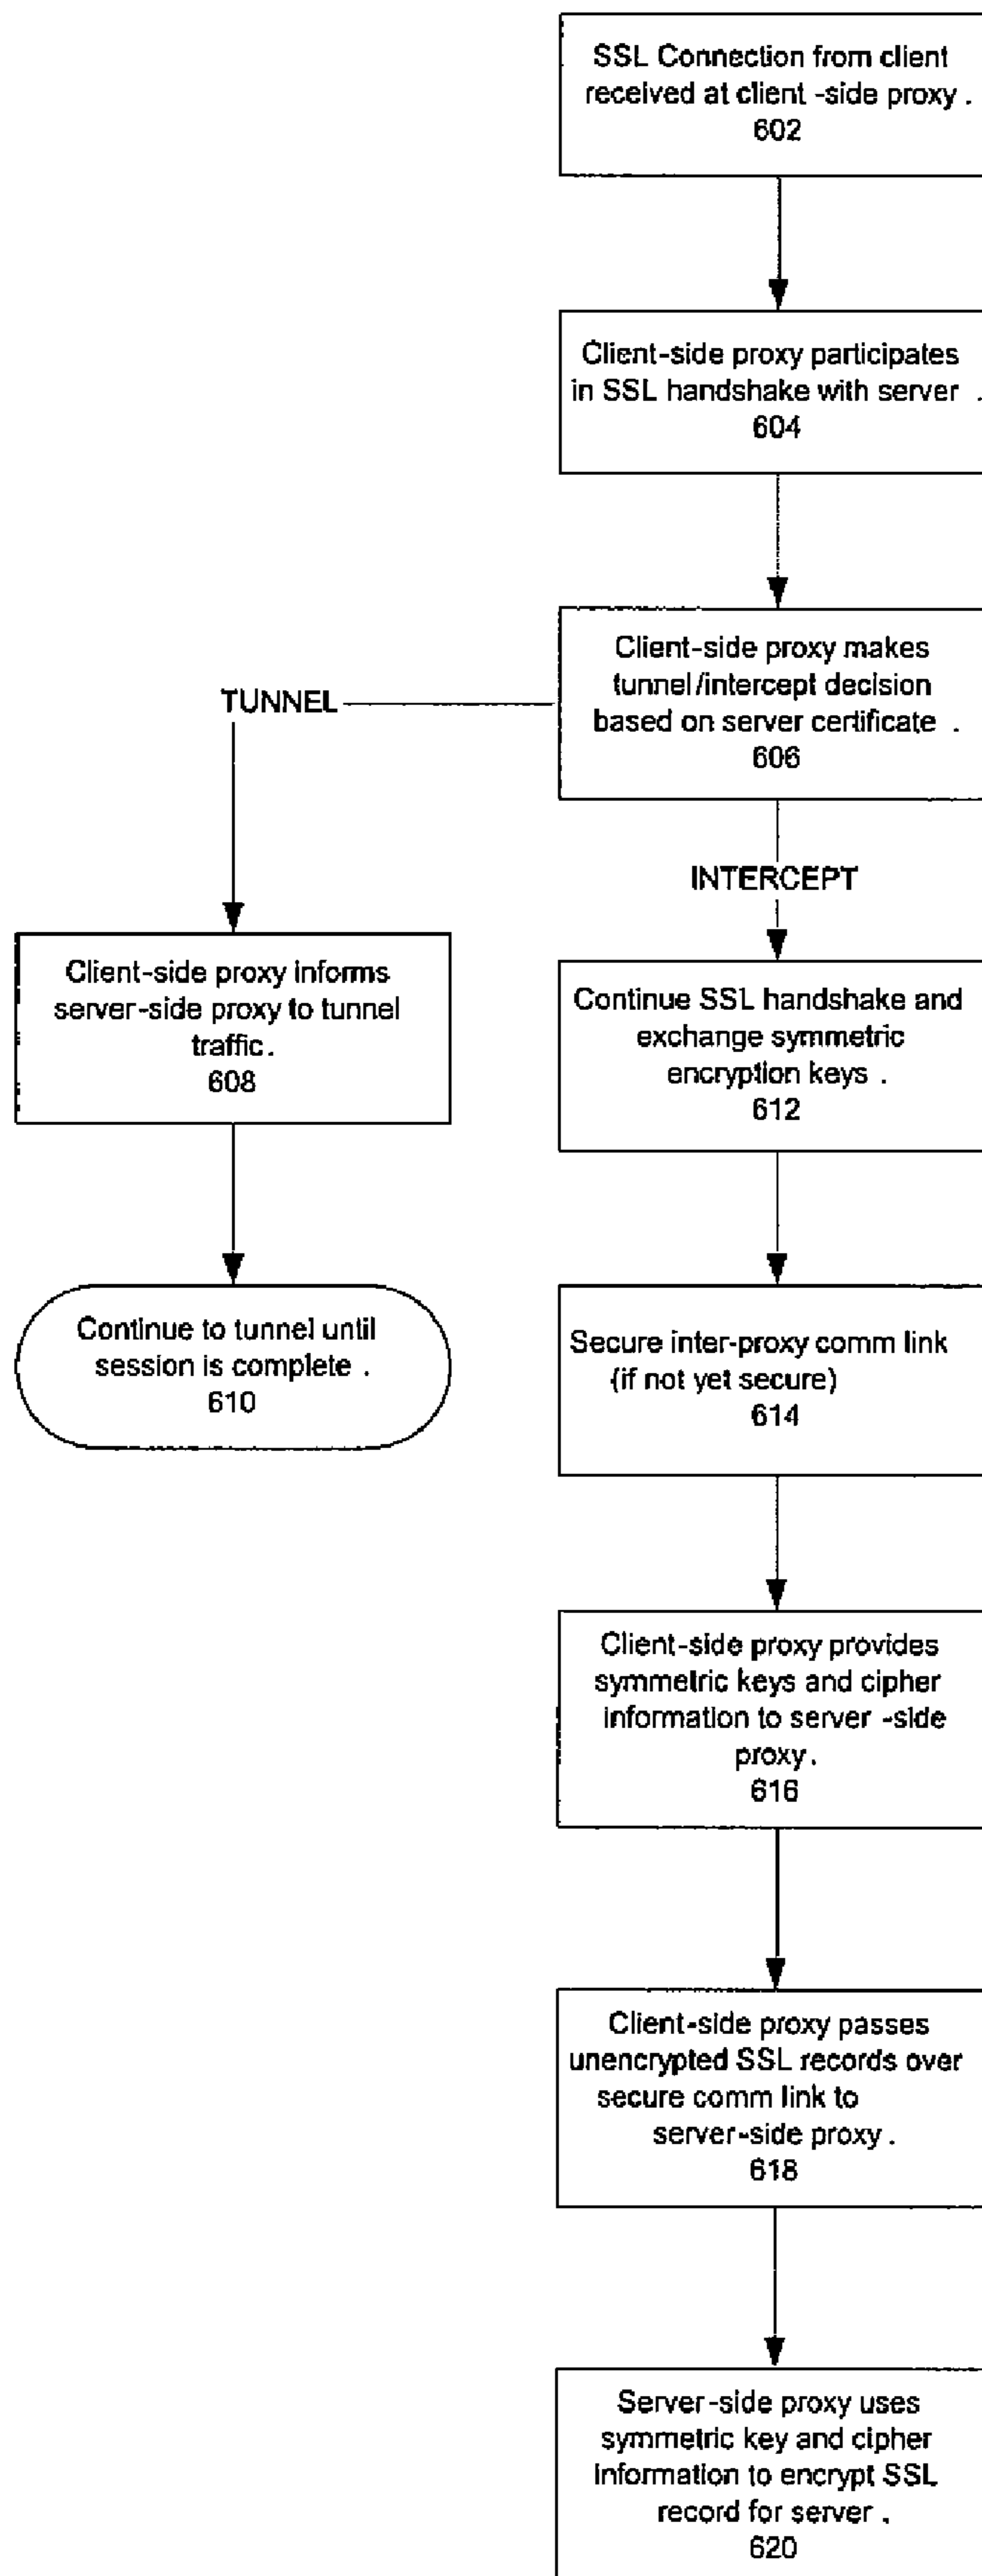 SSL Connection from client
received at client -side proxy .
602
Client-side proxy participates
in SSL handshake with server .
604
Client-side proxy makes
tunnel/intercept decision
based on server certificate .
606
TUNNEL
INTERCEPT
Client-side proxy informs
server-side proxy to tunnel
traffic.
608
Continue SSL handshake and
exchange symmetric
encryption keys .
612
Continue to tunnel until
session is complete .
610
Secure inter-proxy comm link
(if not yet secure)
614
Client-side proxy provides
symmetric keys and cipher
information to server -side
proxy.
616
Client-side proxy passes
unencrypted SSL records over
secure comm link to
server-side proxy .
618
Server-side proxy uses
symmetric key and cipher
information to encrypt SSL
record for server .
620